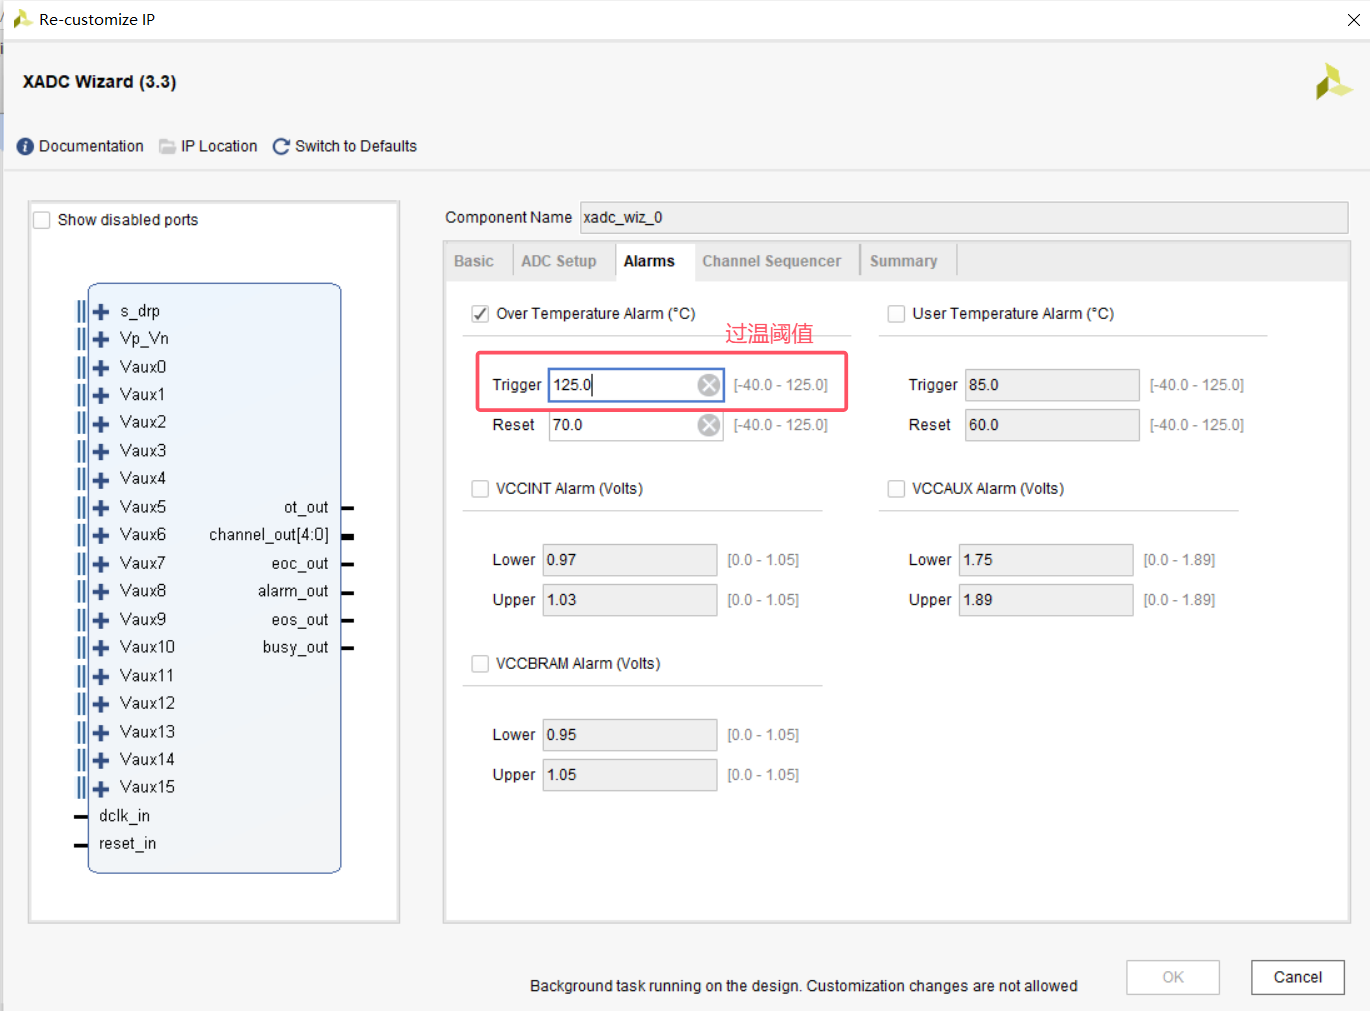 Re-customize IP
XADC Wizard (3.3)
Documentation IP Location Switch to Defaults
Show disabled ports
s_drp
Vp_Vn
Vaux0
Vaux1
Vaux2
Vaux3
Vaux4
Vaux5
Vaux6
Vaux7
Vaux8
Vaux9
Vaux10
Vaux11
Vaux12
Vaux13
Vaux14
Vaux15
dclk_in
reset_in
ot_out
channel_out[4:0]
eoc_out
alarm_out
eos_out
busy_out
Component Name xadc_wiz_0
Basic ADC Setup Alarms Channel Sequencer Summary
Over Temperature Alarm (°C)
过温阈值
Trigger 125.0 [-40.0 - 125.0]
Reset 70.0 [-40.0 - 125.0]
User Temperature Alarm (°C)
Trigger 85.0 [-40.0 - 125.0]
Reset 60.0 [-40.0 - 125.0]
VCCINT Alarm (Volts)
Lower 0.97 [0.0 - 1.05]
Upper 1.03 [0.0 - 1.05]
VCCAUX Alarm (Volts)
Lower 1.75 [0.0 - 1.89]
Upper 1.89 [0.0 - 1.89]
VCCBRAM Alarm (Volts)
Lower 0.95 [0.0 - 1.05]
Upper 1.05 [0.0 - 1.05]
Background task running on the design. Customization changes are not allowed
OK Cancel